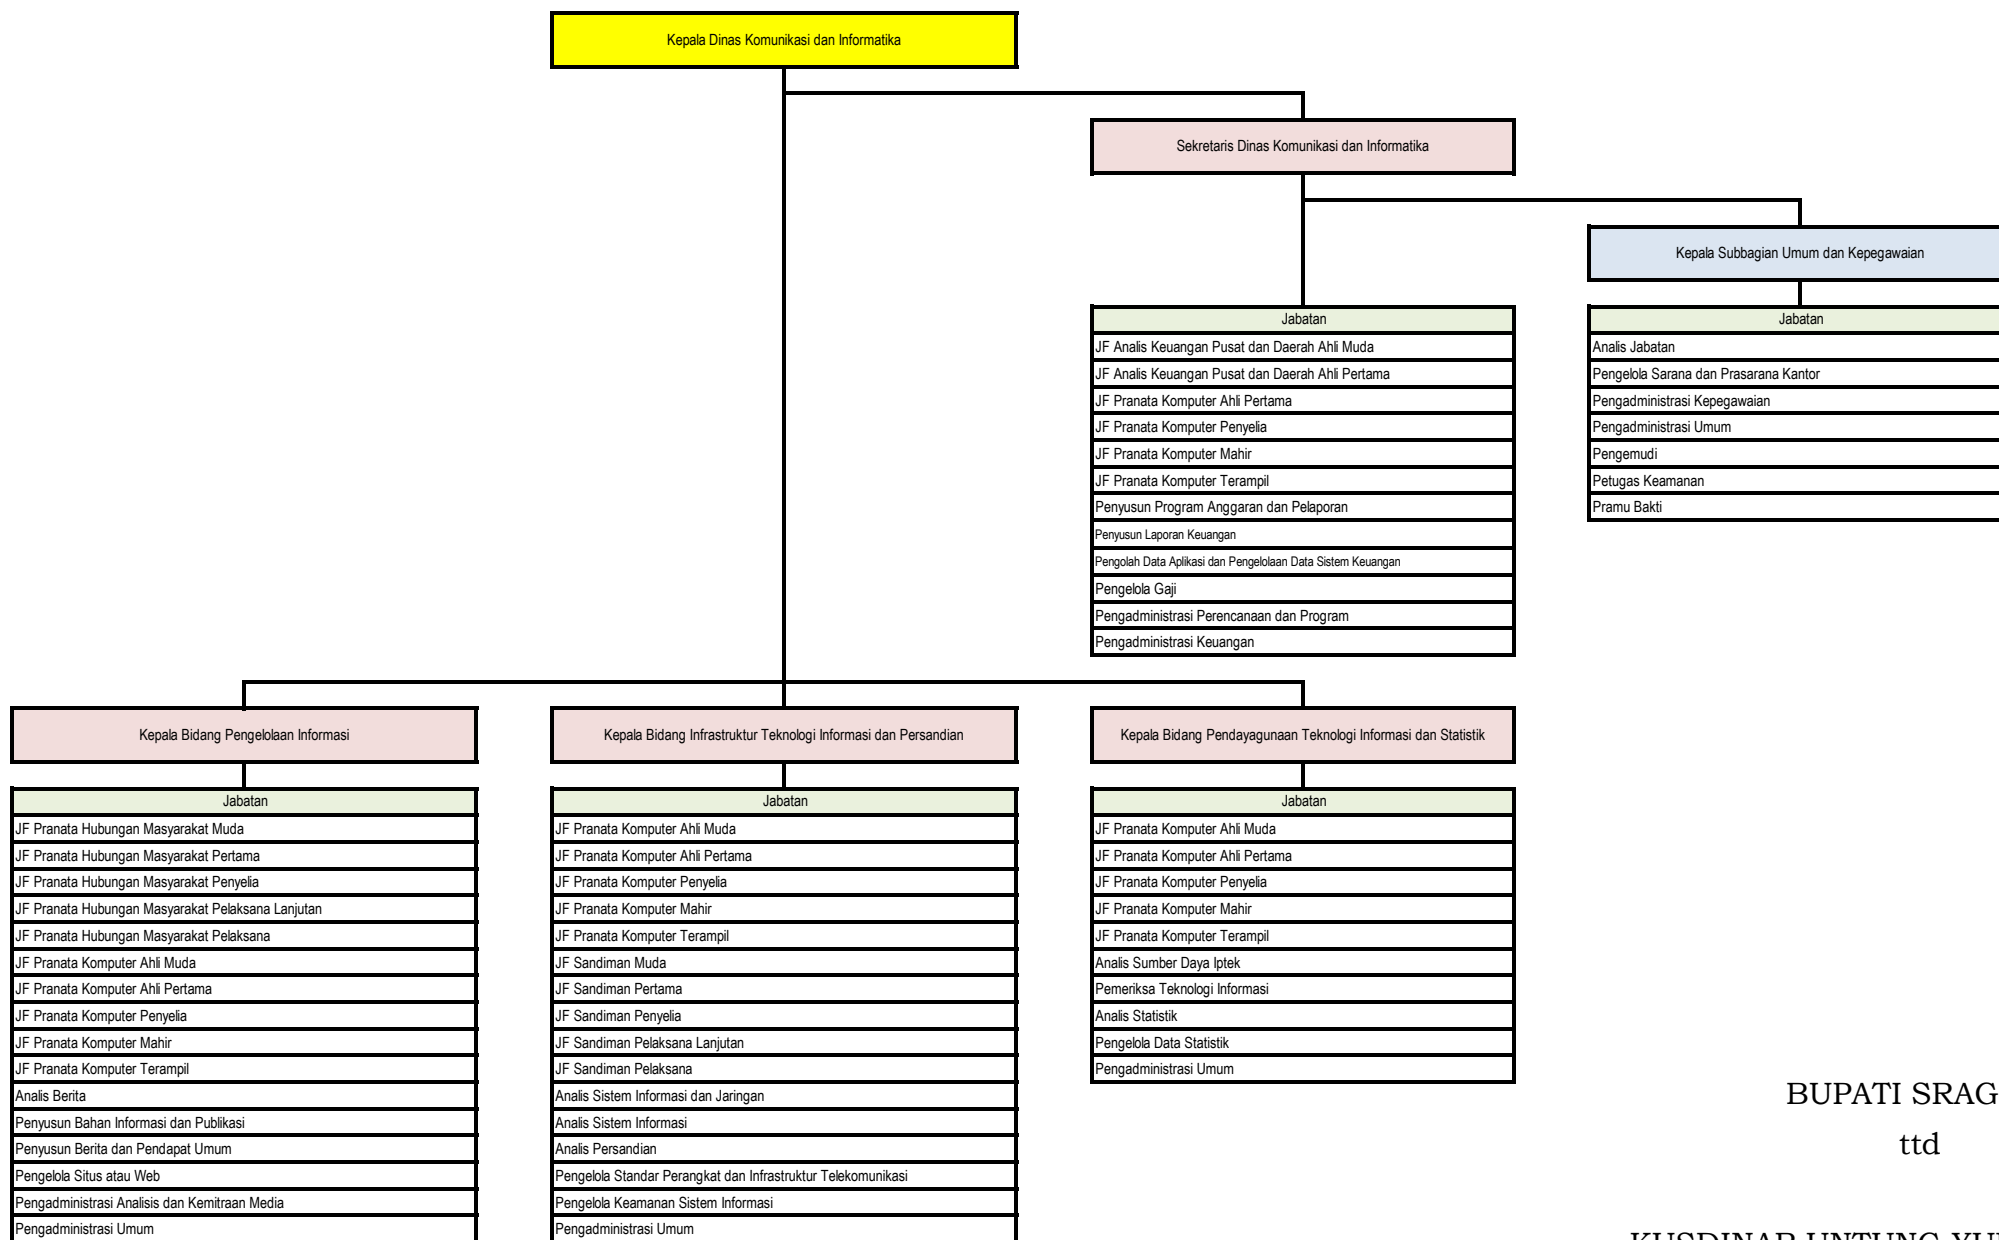 Kepala Dinas Komunikasi dan Informatika
Sekretaris Dinas Komunikasi dan Informatika
Kepala Subbagian Umum dan Kepegawaian
Jabatan
JF Analis Keuangan Pusat dan Daerah Ahli Muda
JF Analis Keuangan Pusat dan Daerah Ahli Pertama
JF Pranata Komputer Ahli Pertama
JF Pranata Komputer Penyelia
JF Pranata Komputer Mahir
JF Pranata Komputer Terampil
Penyusun Program Anggaran dan Pelaporan
Penyusun Laporan Keuangan
Pengolah Data Aplikasi dan Pengelolaan Data Sistem Keuangan
Pengelola Gaji
Pengadministrasi Perencanaan dan Program
Pengadministrasi Keuangan
Jabatan
Analis Jabatan
Pengelola Sarana dan Prasarana Kantor
Pengadministrasi Kepegawaian
Pengadministrasi Umum
Pengemudi
Petugas Keamanan
Pramu Bakti
Kepala Bidang Pengelolaan Informasi
Jabatan
JF Pranata Hubungan Masyarakat Muda
JF Pranata Hubungan Masyarakat Pertama
JF Pranata Hubungan Masyarakat Penyelia
JF Pranata Hubungan Masyarakat Pelaksana Lanjutan
JF Pranata Hubungan Masyarakat Pelaksana
JF Pranata Komputer Ahli Muda
JF Pranata Komputer Ahli Pertama
JF Pranata Komputer Penyelia
JF Pranata Komputer Mahir
JF Pranata Komputer Terampil
Analis Berita
Penyusun Bahan Informasi dan Publikasi
Penyusun Berita dan Pendapat Umum
Pengelola Situs atau Web
Pengadministrasi Analisis dan Kemitraan Media
Pengadministrasi Umum
Kepala Bidang Infrastruktur Teknologi Informasi dan Persandian
Jabatan
JF Pranata Komputer Ahli Muda
JF Pranata Komputer Ahli Pertama
JF Pranata Komputer Penyelia
JF Pranata Komputer Mahir
JF Pranata Komputer Terampil
JF Sandiman Muda
JF Sandiman Pertama
JF Sandiman Penyelia
JF Sandiman Pelaksana Lanjutan
JF Sandiman Pelaksana
Analis Sistem Informasi dan Jaringan
Analis Sistem Informasi
Analis Persandian
Pengelola Standar Perangkat dan Infrastruktur Telekomunikasi
Pengelola Keamanan Sistem Informasi
Pengadministrasi Umum
Kepala Bidang Pendayagunaan Teknologi Informasi dan Statistik
Jabatan
JF Pranata Komputer Ahli Muda
JF Pranata Komputer Ahli Pertama
JF Pranata Komputer Penyelia
JF Pranata Komputer Mahir
JF Pranata Komputer Terampil
Analis Sumber Daya Iptek
Pemeriksa Teknologi Informasi
Analis Statistik
Pengelola Data Statistik
Pengadministrasi Umum
BUPATI SRAG
ttd
KUSDINAR UNTUNG